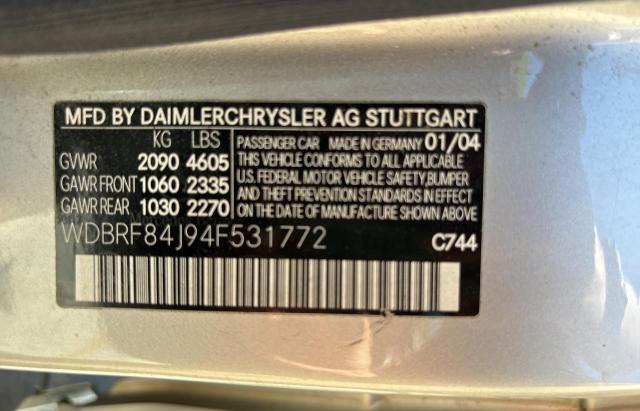 MFD BY DAIMLERCHRYSLER AG STUTTGART
KG LBS
GVWR 2090 4605
GAWR FRONT 1060 2335
GAWR REAR 1030 2270
PASSENGER CAR MADE IN GERMANY 01/04
THIS VEHICLE CONFORMS TO ALL APPLICABLE
U.S. FEDERAL MOTOR VEHICLE SAFETY,BUMPER
AND THEFT PREVENTION STANDARDS IN EFFECT
ON THE DATE OF MANUFACTURE SHOWN ABOVE
WDBRF84J94F531772 C744